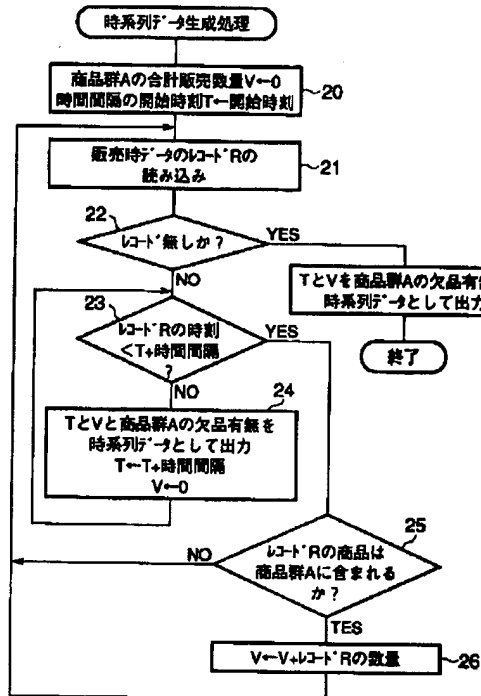 時系列ﾃﾞｰﾀ生成処理
商品群Aの合計販売数量V←0
時間間隔の開始時刻T←開始時刻
20
販売時ﾃﾞｰﾀのﾚｺｰﾄﾞRの
読み込み
21
22
ﾚｺｰﾄﾞ無しか?
YES
NO
TとVを商品群Aの欠品有無
時系列ﾃﾞｰﾀとして出力
終了
23
ﾚｺｰﾄﾞRの時刻
<T+時間間隔
?
YES
NO
24
TとVと商品群Aの欠品有無を
時系列ﾃﾞｰﾀとして出力
T←T+時間間隔
V←0
25
ﾚｺｰﾄﾞRの商品は
商品群Aに含まれる
か?
NO
TES
V←V+ﾚｺｰﾄﾞRの数量
26